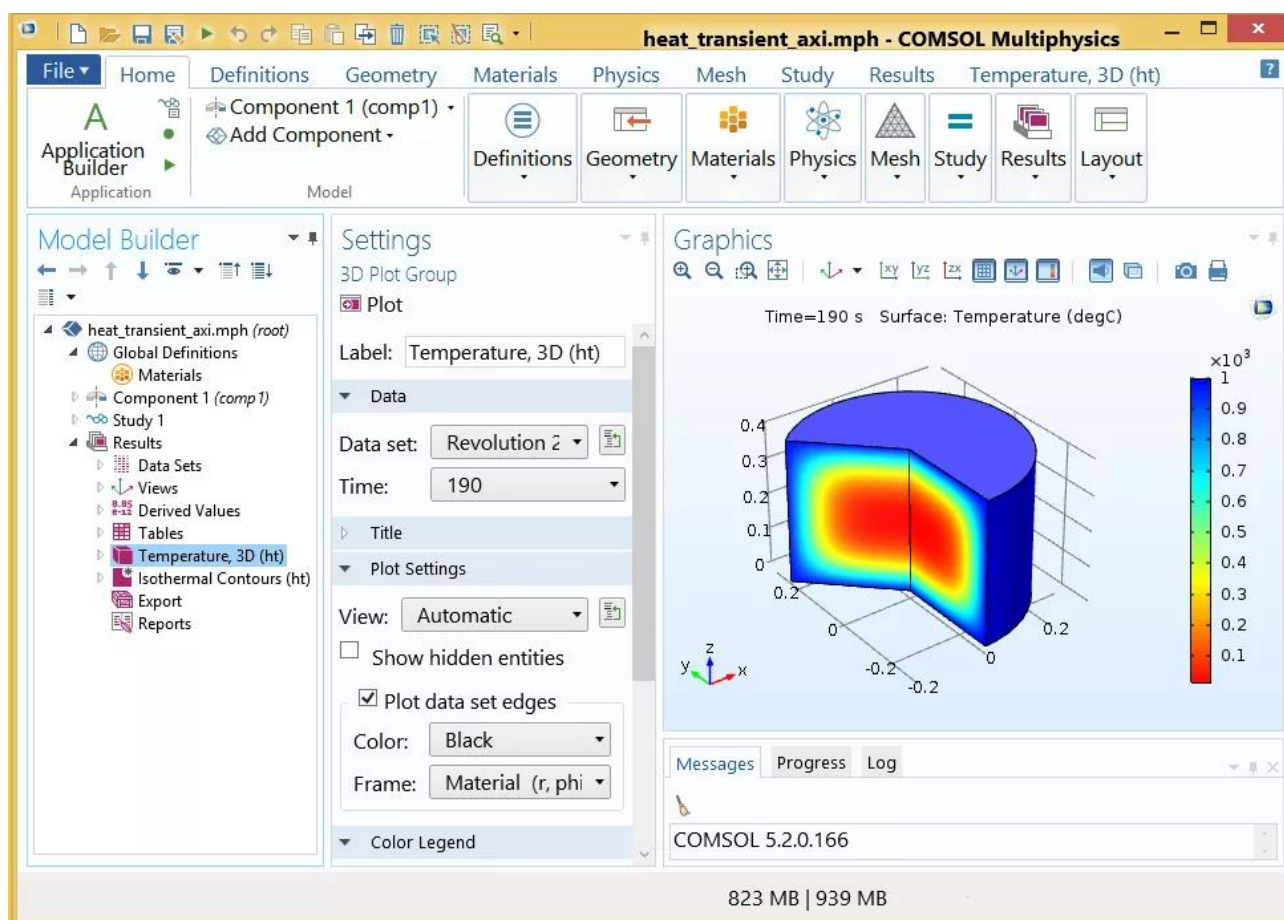 heat_transient_axi.mph - COMSOL Multiphysics
File Home Definitions Geometry Materials Physics Mesh Study Results Temperature, 3D (ht)
Application Builder
Application
Component 1 (comp1)
Add Component
Model
Definitions Geometry Materials Physics Mesh Study Results Layout
Model Builder
heat_transient_axi.mph (root)
Global Definitions
Materials
Component 1 (comp1)
Study 1
Results
Data Sets
Views
8.85
e-12 Derived Values
Tables
Temperature, 3D (ht)
Isothermal Contours (ht)
Export
Reports
Settings
3D Plot Group
Plot
Label: Temperature, 3D (ht)
Data
Data set: Revolution 2
Time: 190
Title
Plot Settings
View: Automatic
Show hidden entities
Plot data set edges
Color: Black
Frame: Material (r, phi
Color Legend
Graphics
xy yz zx
Time=190 s Surface: Temperature (degC)
×10³
1
0.9
0.8
0.7
0.6
0.5
0.4
0.3
0.2
0.1
0.4
0.3
0.2
0.1
0
0.2
0
-0.2
-0.2
0
0.2
z
y x
Messages Progress Log
COMSOL 5.2.0.166
823 MB | 939 MB